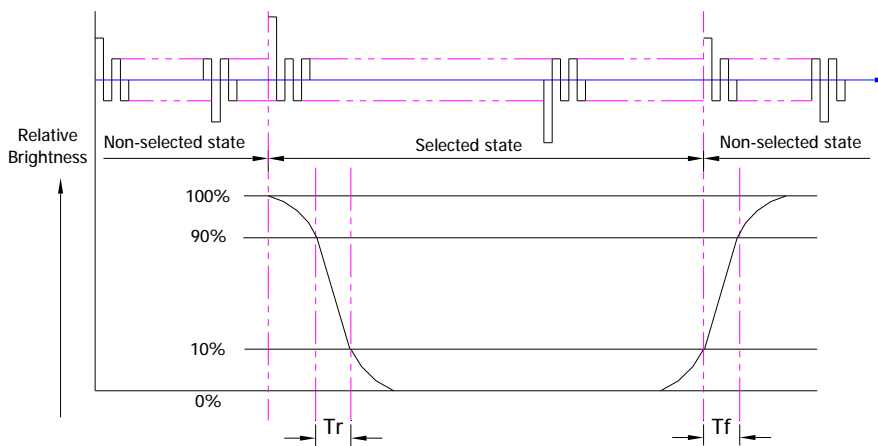 Relative
Brightness
Non-selected state
Selected state
Non-selected state
100%
90%
10%
0%
Tr
Tf